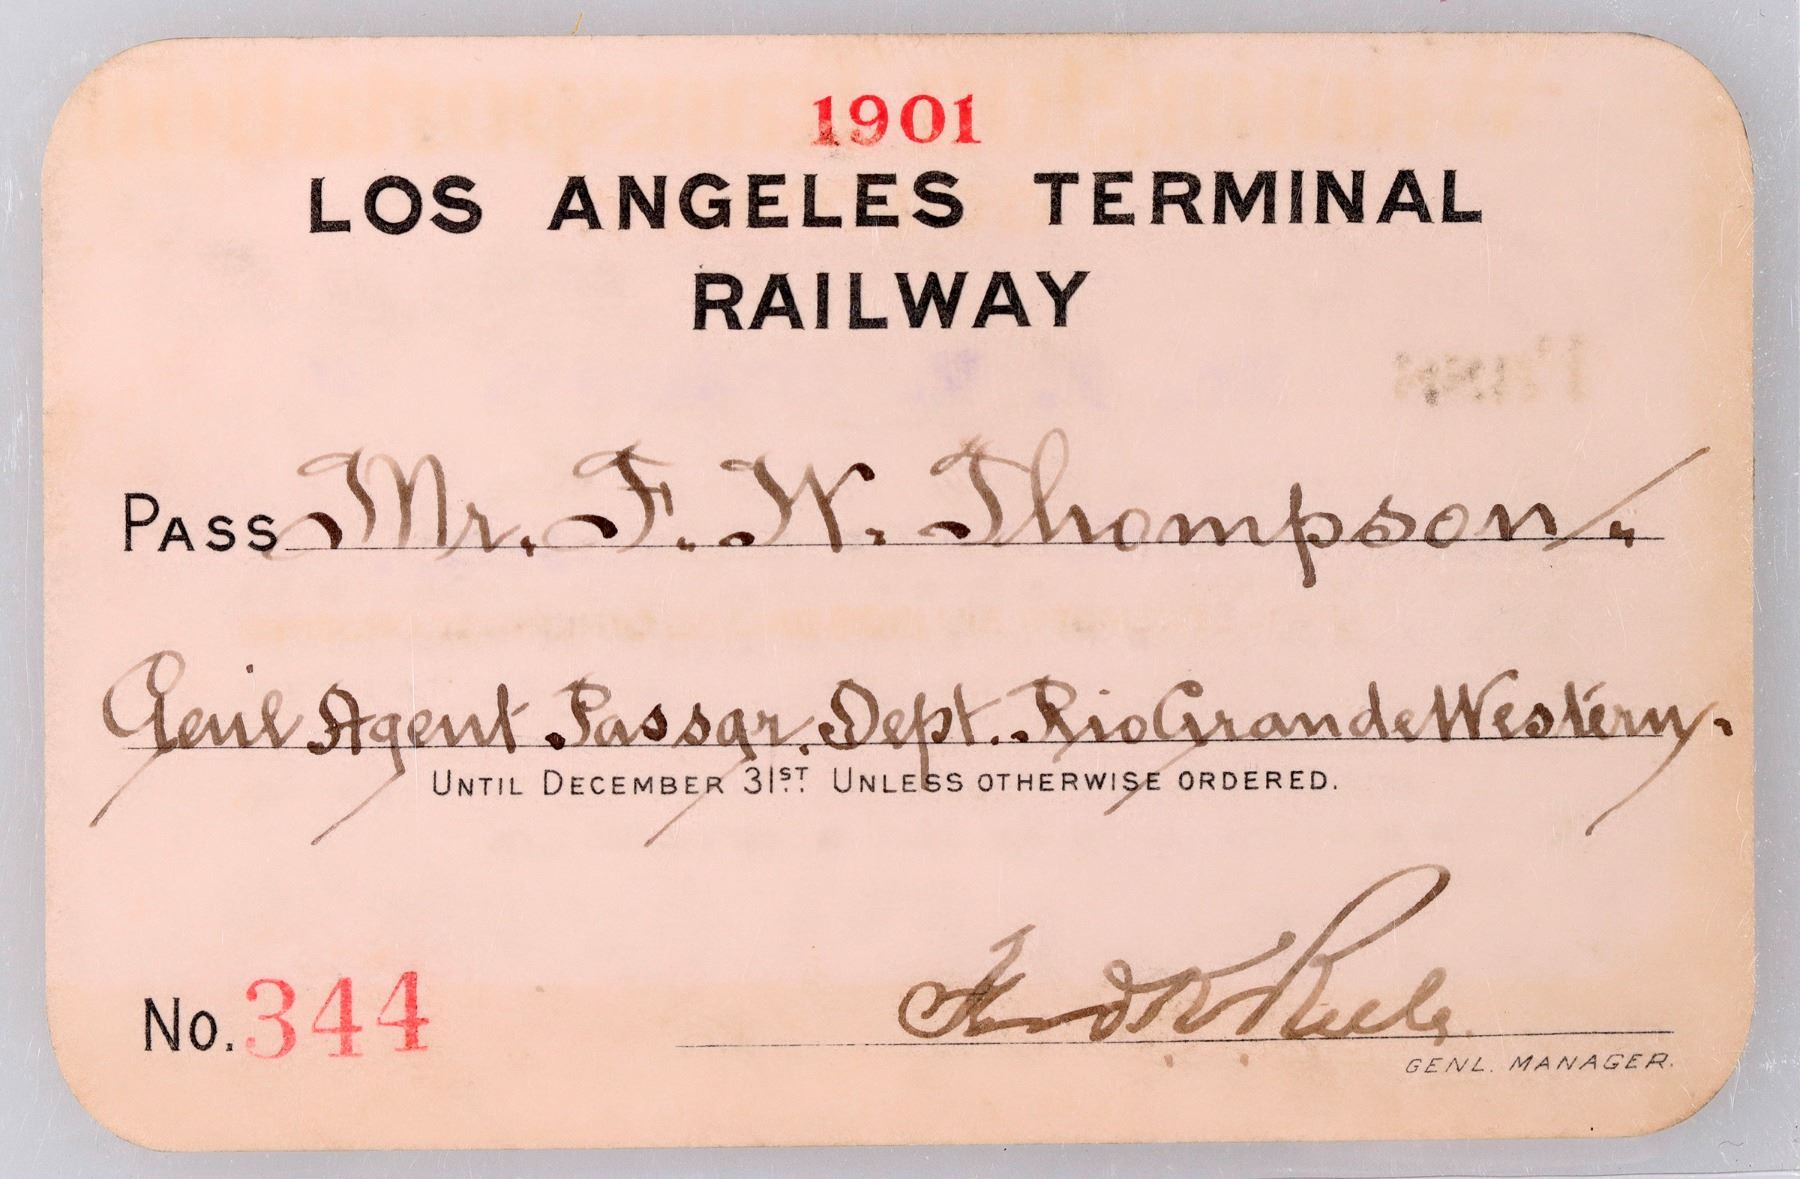 1901
LOS ANGELES TERMINAL
RAILWAY
PASS Mr. F. W. Thompson.
Genl Agent Passgr. Dept. Rio Grande Western.
UNTIL DECEMBER 31ST. UNLESS OTHERWISE ORDERED.
No. 344
GENL. MANAGER.